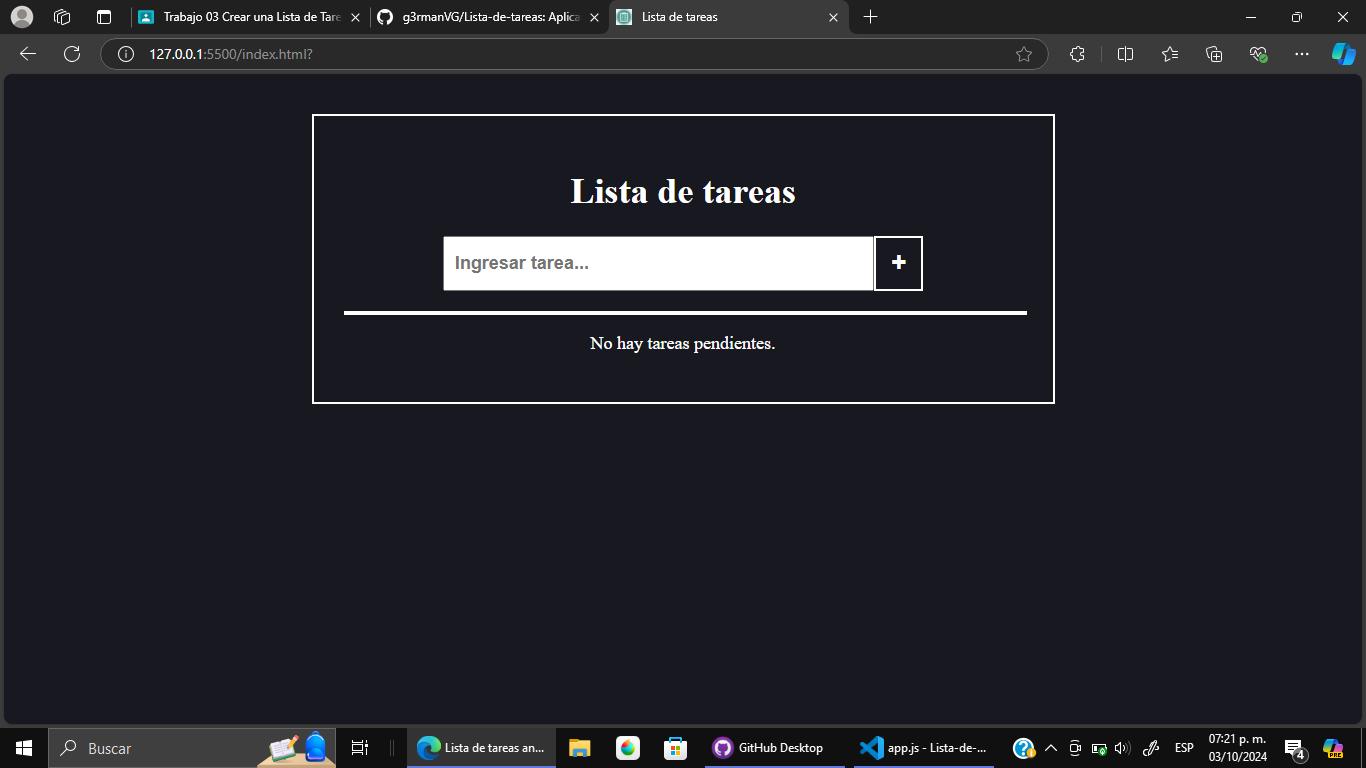 Trabajo 03 Crear una Lista de Tare
g3rmanVG/Lista-de-tareas: Aplica
Lista de tareas
127.0.0.1:5500/index.html?
Lista de tareas
Ingresar tarea...
+
No hay tareas pendientes.
Buscar
Lista de tareas an...
GitHub Desktop
app.js - Lista-de-...
ESP
07:21 p. m.
03/10/2024
4
PRE